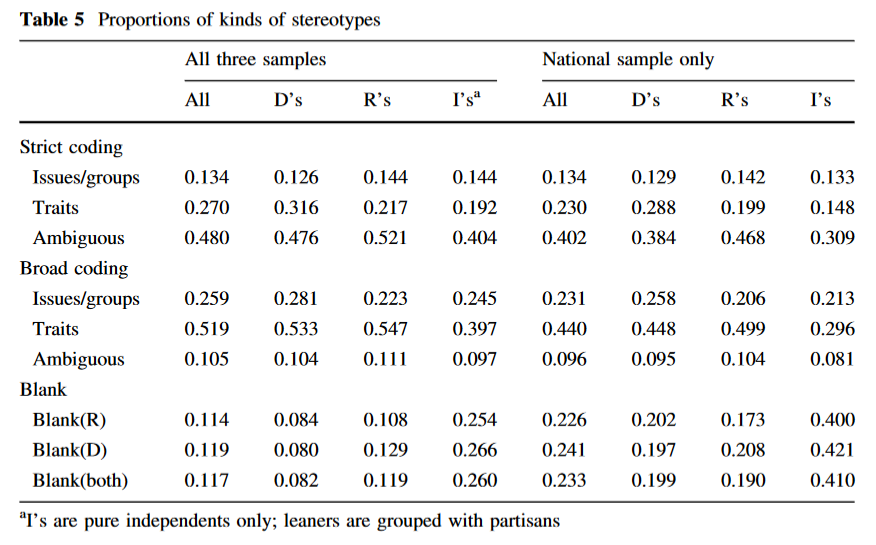 Table 5 Proportions of kinds of stereotypes
All three samples National sample only
All D's R's I'sᵃ All D's R's I's
Strict coding
Issues/groups 0.134 0.126 0.144 0.144 0.134 0.129 0.142 0.133
Traits 0.270 0.316 0.217 0.192 0.230 0.288 0.199 0.148
Ambiguous 0.480 0.476 0.521 0.404 0.402 0.384 0.468 0.309
Broad coding
Issues/groups 0.259 0.281 0.223 0.245 0.231 0.258 0.206 0.213
Traits 0.519 0.533 0.547 0.397 0.440 0.448 0.499 0.296
Ambiguous 0.105 0.104 0.111 0.097 0.096 0.095 0.104 0.081
Blank
Blank(R) 0.114 0.084 0.108 0.254 0.226 0.202 0.173 0.400
Blank(D) 0.119 0.080 0.129 0.266 0.241 0.197 0.208 0.421
Blank(both) 0.117 0.082 0.119 0.260 0.233 0.199 0.190 0.410
ᵃI's are pure independents only; leaners are grouped with partisans